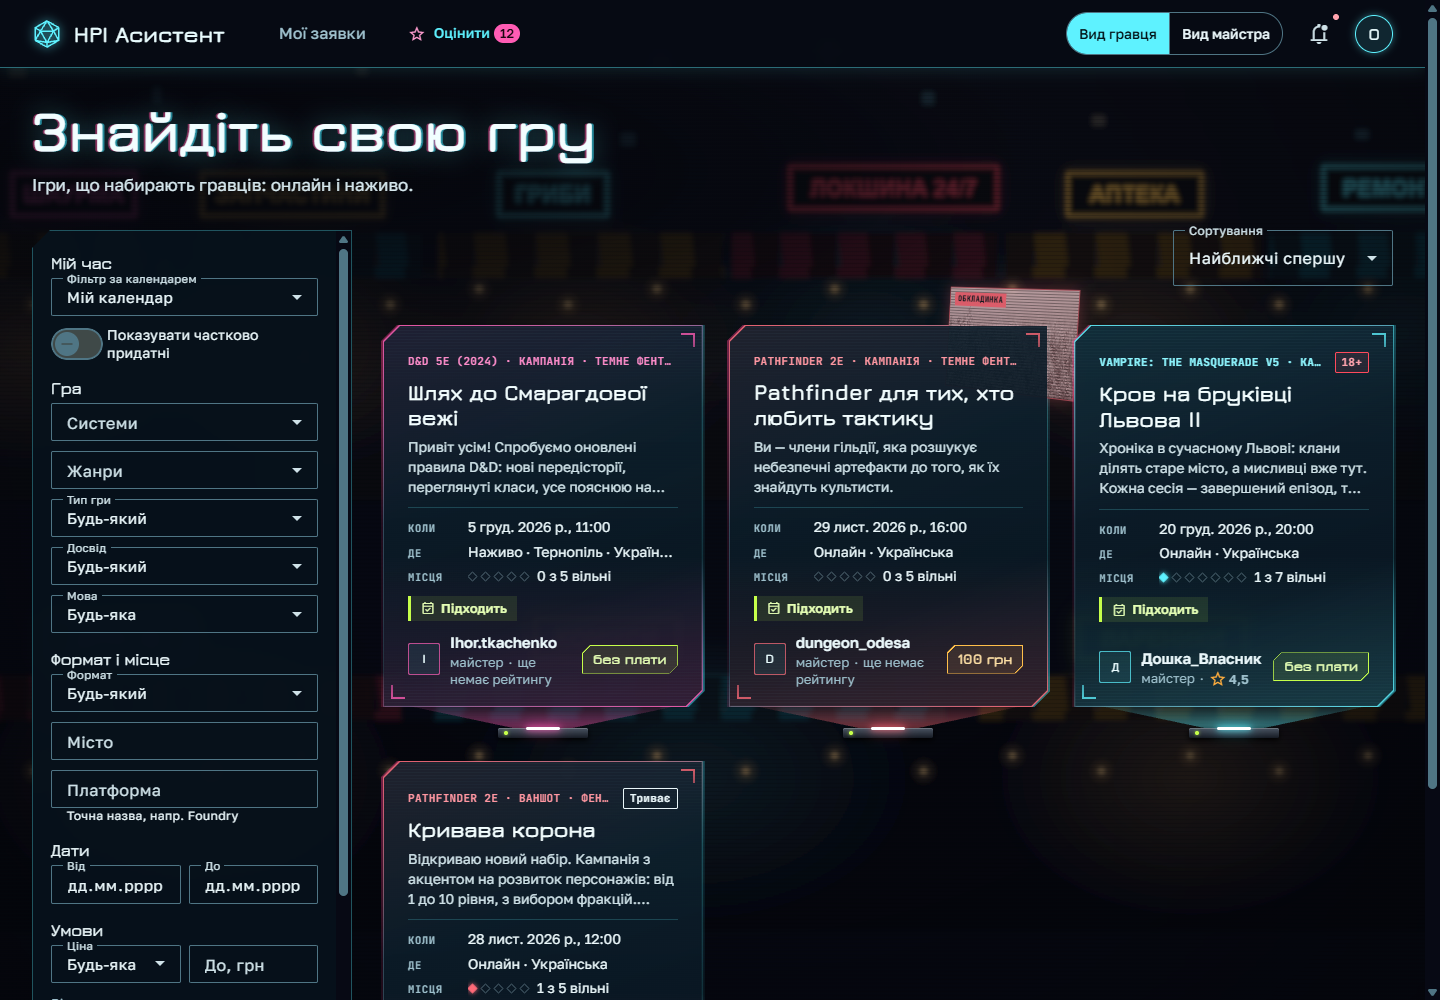 НРІ Асистент
Мої заявки
Оцінити 12
Вид гравця
Вид майстра
О
Знайдіть свою гру
Ігри, що набирають гравців: онлайн і наживо.
ГРИБИ
ЛОКШИНА 24/7
АПТЕКА
РЕМОН
Мій час
Фільтр за календарем
Мій календар
Показувати частково
придатні
Гра
Системи
Жанри
Тип гри
Будь-який
Досвід
Будь-який
Мова
Будь-яка
Формат і місце
Формат
Будь-який
Місто
Платформа
Точна назва, напр. Foundry
Дати
Від
дд.мм.рррр
До
дд.мм.рррр
Умови
Ціна
Будь-яка
До, грн
Сортування
Найближчі спершу
ОБКЛАДИНКА
D&D 5E (2024) · КАМПАНІЯ · ТЕМНЕ ФЕНТ…
Шлях до Смарагдової
вежі
Привіт усім! Спробуємо оновлені
правила D&D: нові передісторії,
переглянуті класи, усе пояснюю на…
КОЛИ 5 груд. 2026 р., 11:00
ДЕ Наживо · Тернопіль · Україн…
МІСЦЯ 0 з 5 вільні
Підходить
I
Ihor.tkachenko
майстер · ще
немає рейтингу
без плати
PATHFINDER 2E · КАМПАНІЯ · ТЕМНЕ ФЕНТ…
Pathfinder для тих, хто
любить тактику
Ви — члени гільдії, яка розшукує
небезпечні артефакти до того, як їх
знайдуть культисти.
КОЛИ 29 лист. 2026 р., 16:00
ДЕ Онлайн · Українська
МІСЦЯ 0 з 5 вільні
Підходить
D
dungeon_odesa
майстер · ще немає
рейтингу
100 грн
VAMPIRE: THE MASQUERADE V5 · КА… 18+
Кров на бруківці
Львова II
Хроніка в сучасному Львові: клани
ділять старе місто, а мисливці вже тут.
Кожна сесія — завершений епізод, т…
КОЛИ 20 груд. 2026 р., 20:00
ДЕ Онлайн · Українська
МІСЦЯ 1 з 7 вільні
Підходить
Д
Дошка_Власник
майстер · 4,5
без плати
PATHFINDER 2E · ВАНШОТ · ФЕН… Триває
Кривава корона
Відкриваю новий набір. Кампанія з
акцентом на розвиток персонажів: від
1 до 10 рівня, з вибором фракцій.…
КОЛИ 28 лист. 2026 р., 12:00
ДЕ Онлайн · Українська
МІСЦЯ 1 з 5 вільні